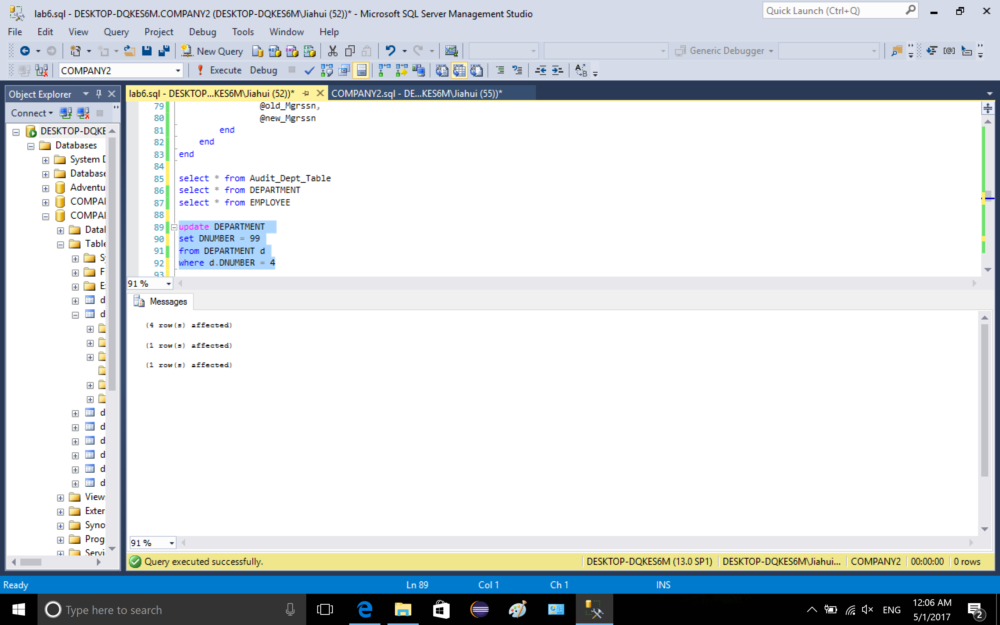 lab6.sql - DESKTOP-DQKES6M.COMPANY2 (DESKTOP-DQKES6M\Jiahui (52))* - Microsoft SQL Server Management Studio
Quick Launch (Ctrl+Q)
File Edit View Query Project Debug Tools Window Help
New Query
Generic Debugger
COMPANY2
Execute Debug
Object Explorer
lab6.sql - DESKTOP...KES6M\Jiahui (52))*
COMPANY2.sql - DE...KES6M\Jiahui (55))*
Connect
DESKTOP-DQKE
Databases
System D
Database
Adventu
COMPAI
COMPAI
Datal
Table
Sy
F
E
d
d
d
d
d
d
d
d
Views
Exter
Syno
Prog
Servi
79 @old_Mgrssn,
80 @new_Mgrssn
81 end
82 end
83 end
84
85 select * from Audit_Dept_Table
86 select * from DEPARTMENT
87 select * from EMPLOYEE
88
89 update DEPARTMENT
90 set DNUMBER = 99
91 from DEPARTMENT d
92 where d.DNUMBER = 4
93
91 %
Messages
(4 row(s) affected)
(1 row(s) affected)
(1 row(s) affected)
91 %
Query executed successfully.
DESKTOP-DQKES6M (13.0 SP1)
DESKTOP-DQKES6M\Jiahui...
COMPANY2
00:00:00
0 rows
Ready
Ln 89
Col 1
Ch 1
INS
Type here to search
ENG
12:06 AM
5/1/2017
2